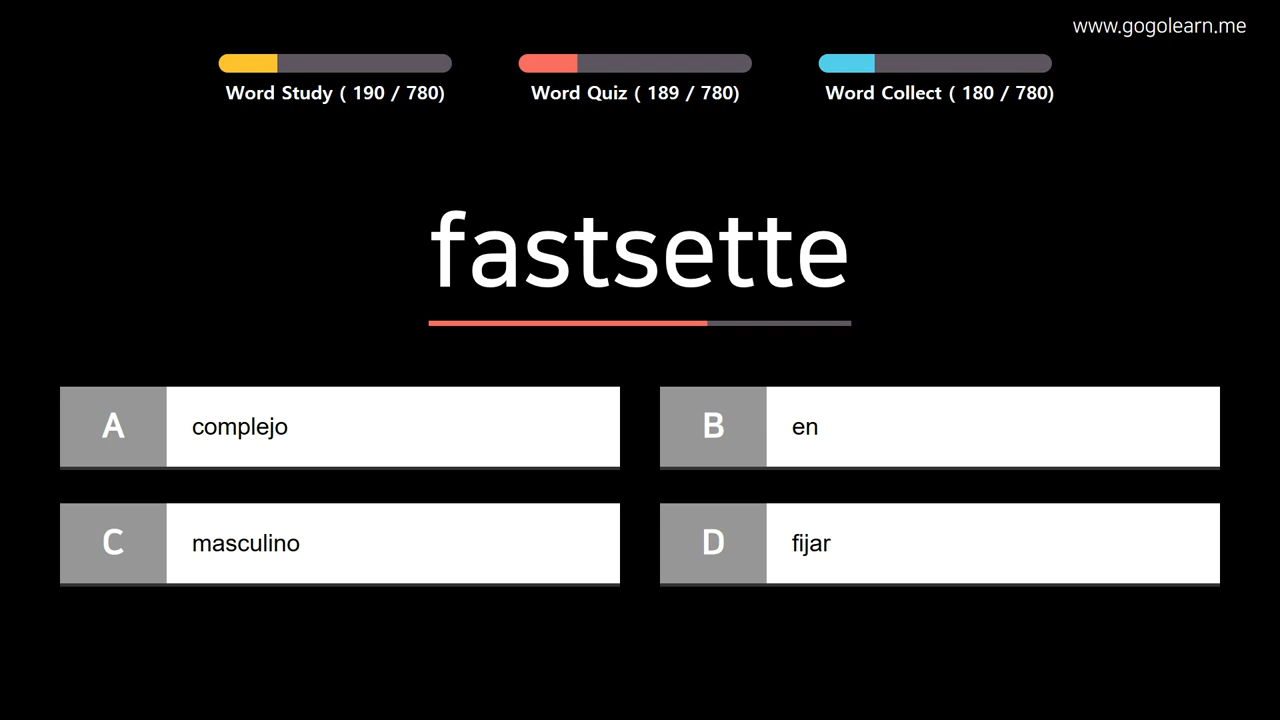 www.gogolearn.me
Word Study ( 190 / 780)
Word Quiz ( 189 / 780)
Word Collect ( 180 / 780)
fastsette
A complejo
B en
C masculino
D fijar